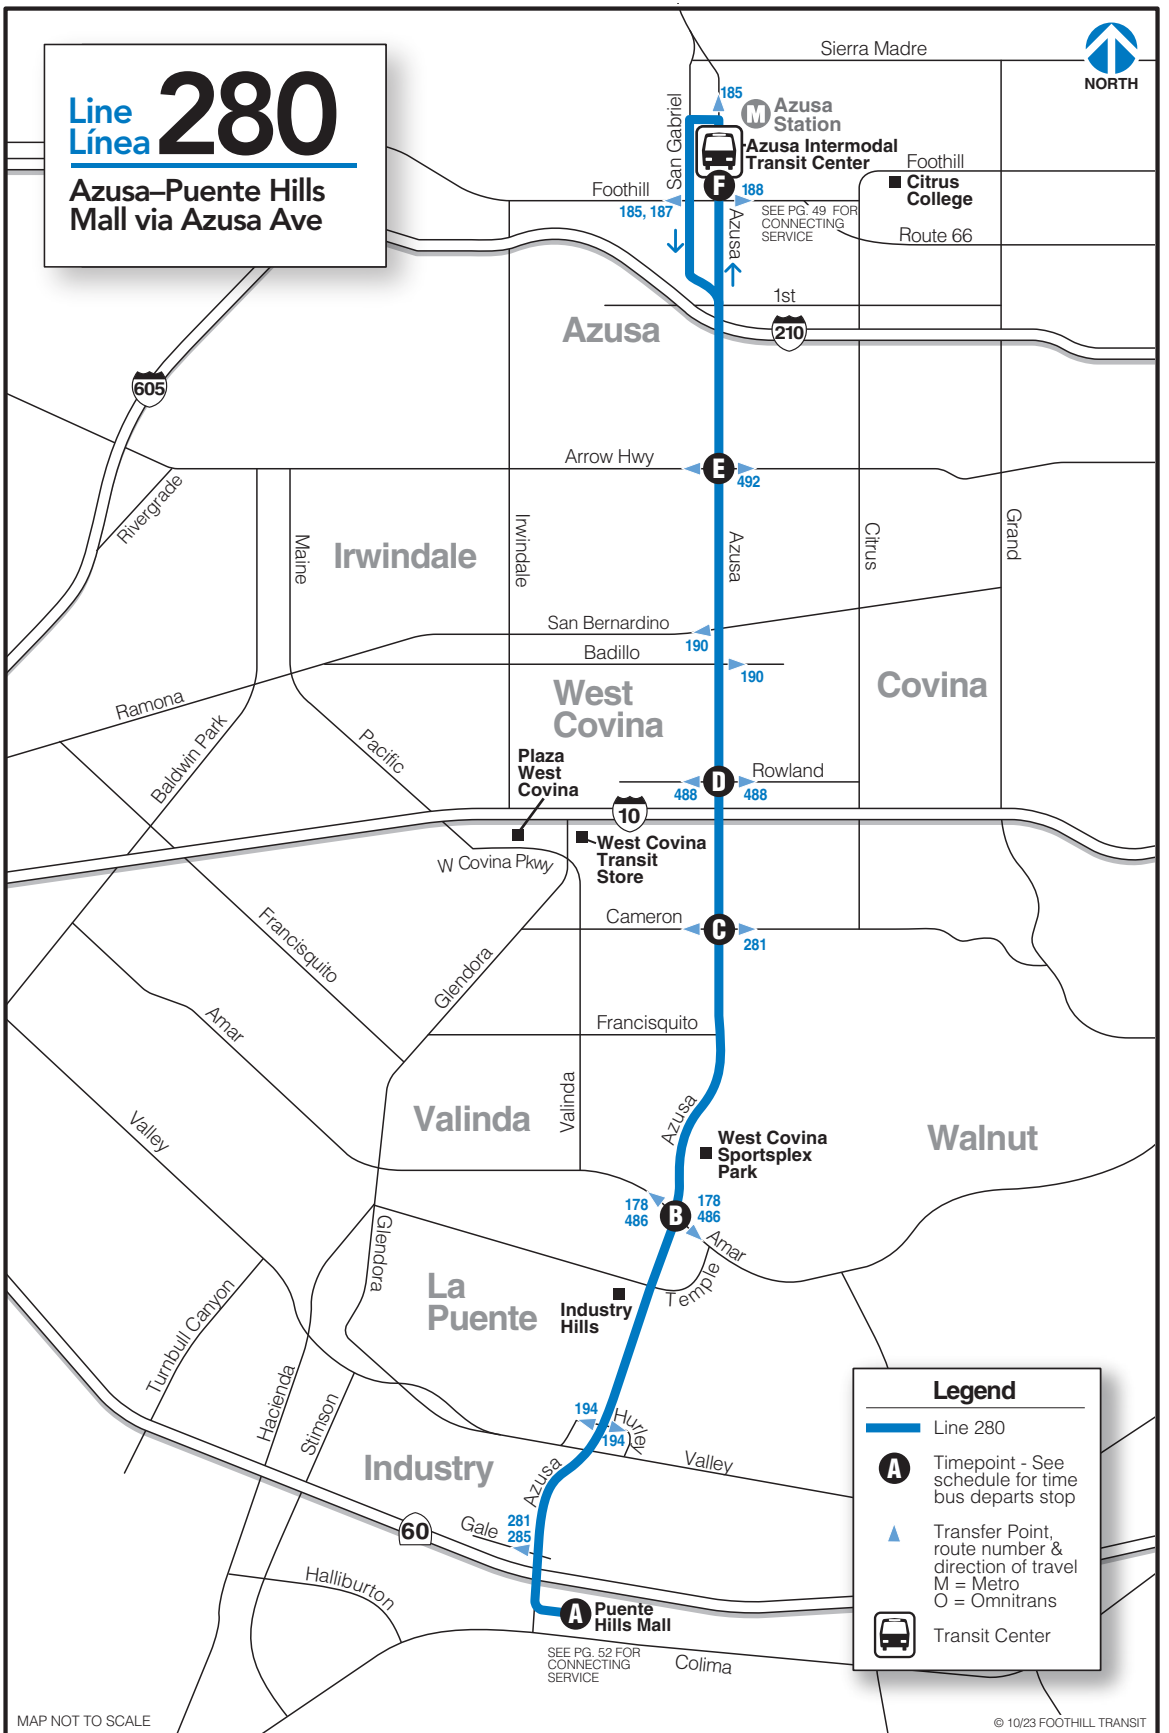 Sierra Madre
NORTH
Line
Línea
280
Azusa–Puente Hills
Mall via Azusa Ave
185
M
Azusa
Station
San Gabriel
Azusa Intermodal
Transit Center
Foothill
Citrus
College
F
Foothill
188
185, 187
SEE PG. 49 FOR
CONNECTING
SERVICE
Azusa
Route 66
1st
Azusa
210
605
Arrow Hwy
E
492
Rivergrade
Maine
Irwindale
Irwindale
Azusa
Citrus
Grand
San Bernardino
190
Badillo
190
Ramona
West
Covina
Covina
Baldwin Park
Pacific
Plaza
West
Covina
D
Rowland
488
488
10
West Covina
Transit
Store
W Covina Pkwy
Cameron
C
281
Francisquito
Glendora
Amar
Francisquito
Valinda
Valinda
Valley
Azusa
West Covina
Sportsplex
Park
Walnut
178
486
B
178
486
Glendora
Amar
Temple
La
Puente
Industry
Hills
Turnbull Canyon
Hacienda
Stimson
194
Hurley
194
Industry
Azusa
Valley
281
285
Gale
60
Halliburton
A
Puente
Hills Mall
SEE PG. 52 FOR
CONNECTING
SERVICE
Colima
Legend
Line 280
A
Timepoint - See
schedule for time
bus departs stop
Transfer Point,
route number &
direction of travel
M = Metro
O = Omnitrans
Transit Center
MAP NOT TO SCALE
© 10/23 FOOTHILL TRANSIT